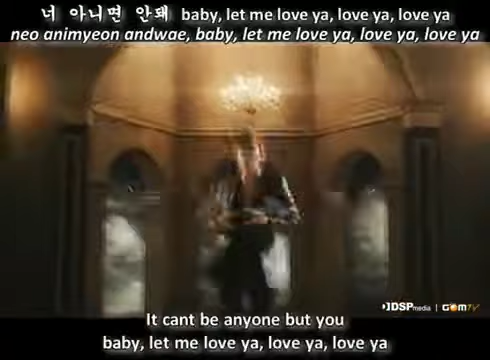 너 아니면 안돼 baby, let me love ya, love ya, love ya
neo animyeon andwae, baby, let me love ya, love ya, love ya
DSPmedia | GOMTV
It cant be anyone but you
baby, let me love ya, love ya, love ya